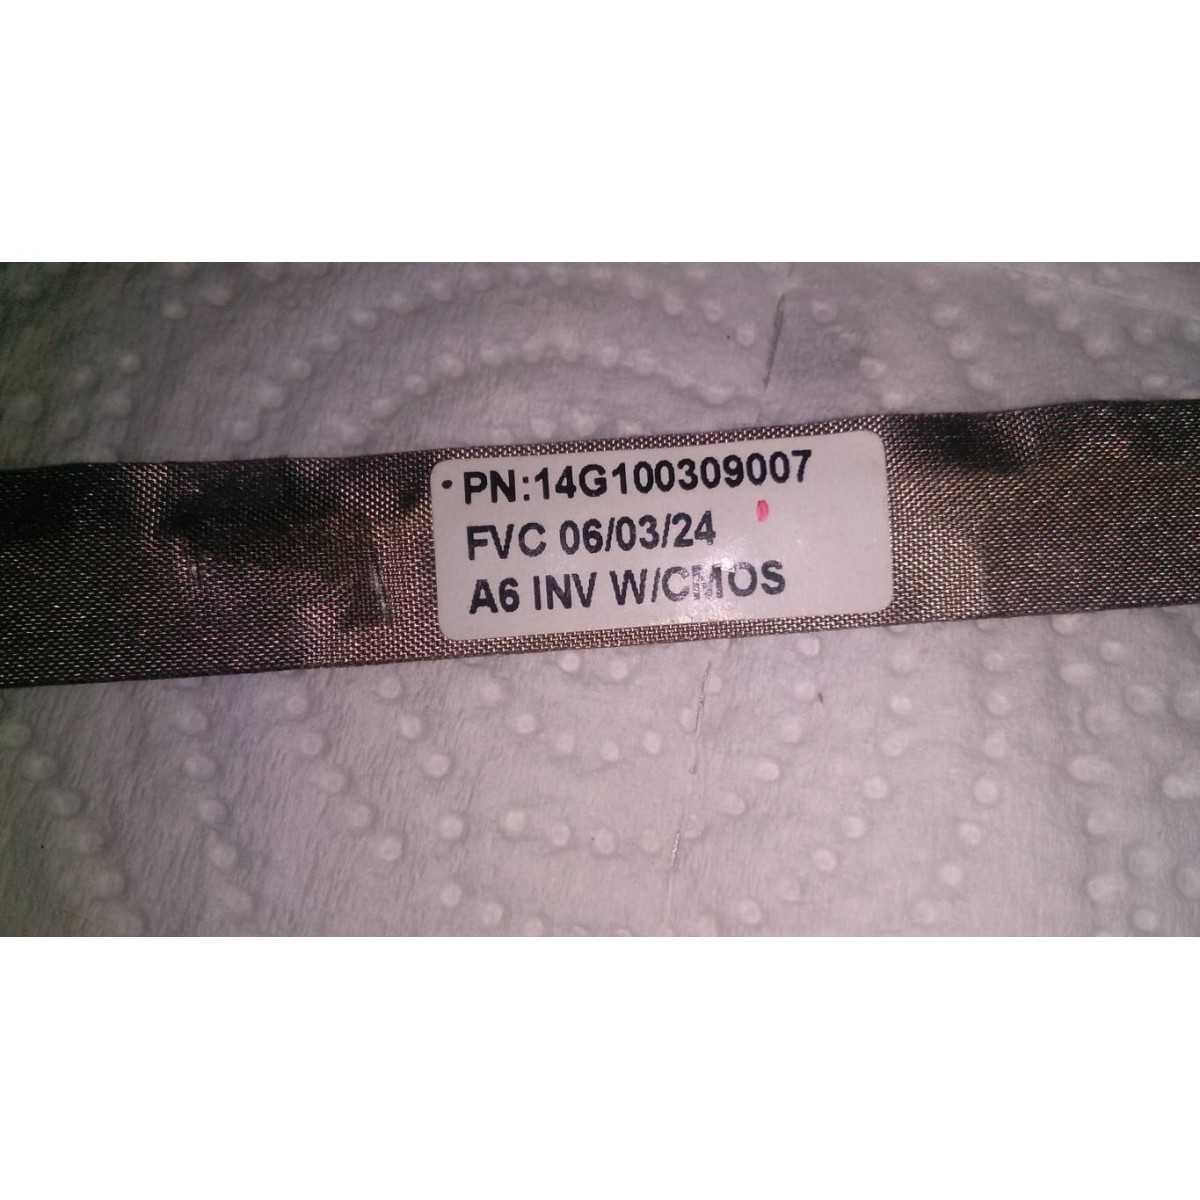 PN:14G100309007
FVC 06/03/24
A6 INV W/CMOS